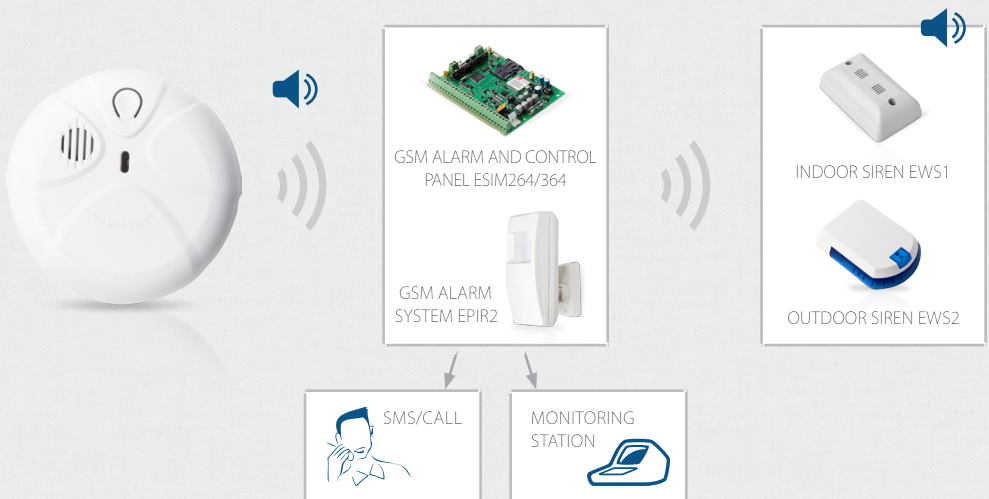 GSM ALARM AND CONTROL
PANEL ESIM264/364
GSM ALARM
SYSTEM EPIR2
INDOOR SIREN EWS1
OUTDOOR SIREN EWS2
SMS/CALL
MONITORING
STATION